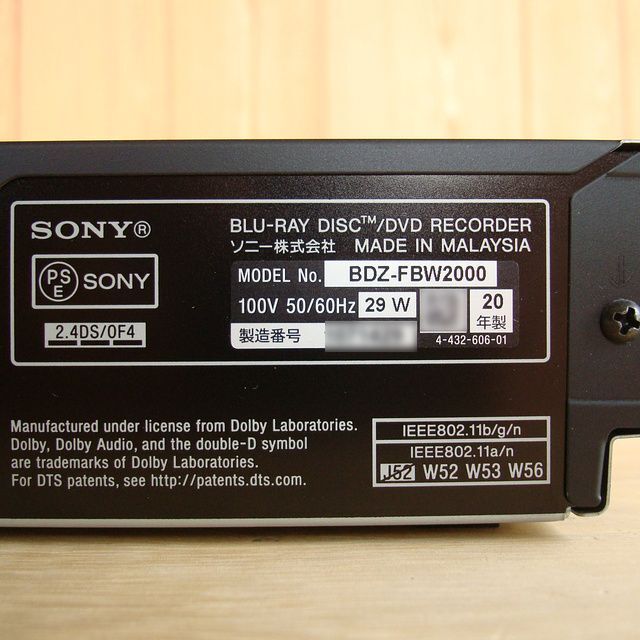 SONY®
BLU-RAY DISC™/DVD RECORDER
ソニー株式会社 MADE IN MALAYSIA
PSE SONY
MODEL No. BDZ-FBW2000
100V 50/60Hz 29 W 20年製
2.4DS/OF4
製造番号
4-432-606-01
Manufactured under license from Dolby Laboratories.
Dolby, Dolby Audio, and the double-D symbol
are trademarks of Dolby Laboratories.
For DTS patents, see http://patents.dts.com.
IEEE802.11b/g/n
IEEE802.11a/n
J52 W52 W53 W56